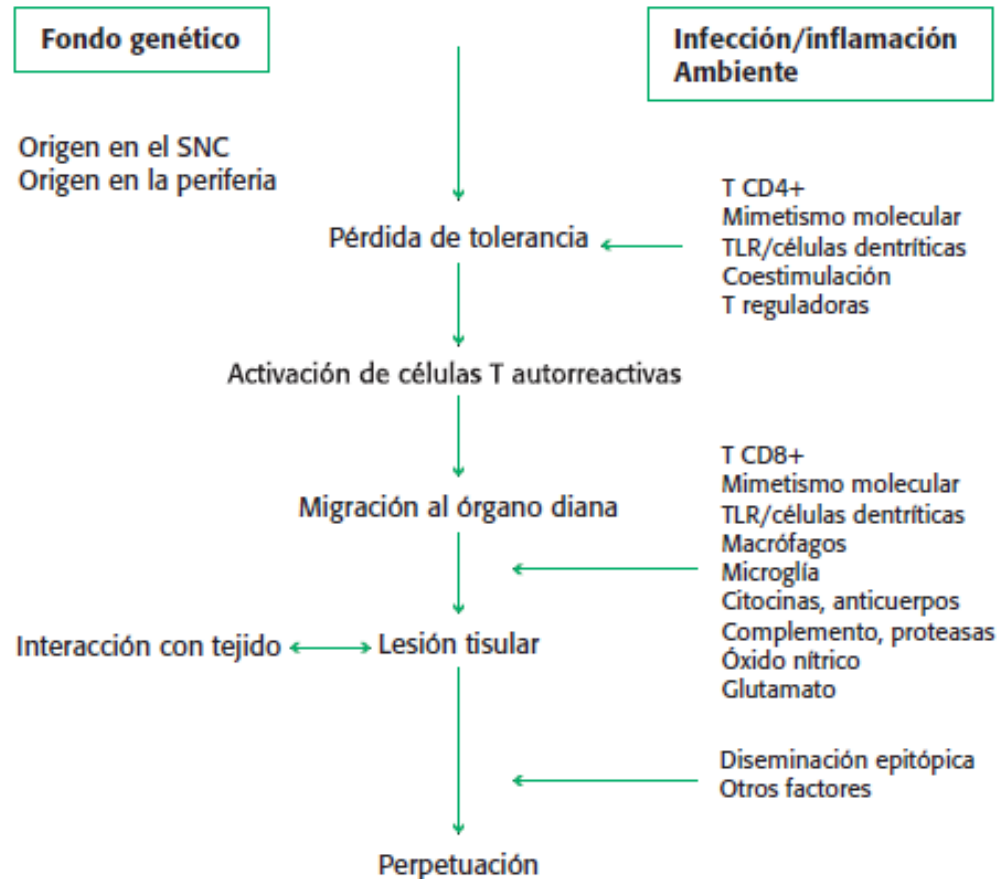 Fondo genético
Infección/inflamación
Ambiente
Origen en el SNC
Origen en la periferia
T CD4+
Mimetismo molecular
TLR/células dentríticas
Coestimulación
T reguladoras
Pérdida de tolerancia
Activación de células T autorreactivas
Migración al órgano diana
T CD8+
Mimetismo molecular
TLR/células dentríticas
Macrófagos
Microglía
Citocinas, anticuerpos
Complemento, proteasas
Óxido nítrico
Glutamato
Interacción con tejido
Lesión tisular
Diseminación epitópica
Otros factores
Perpetuación